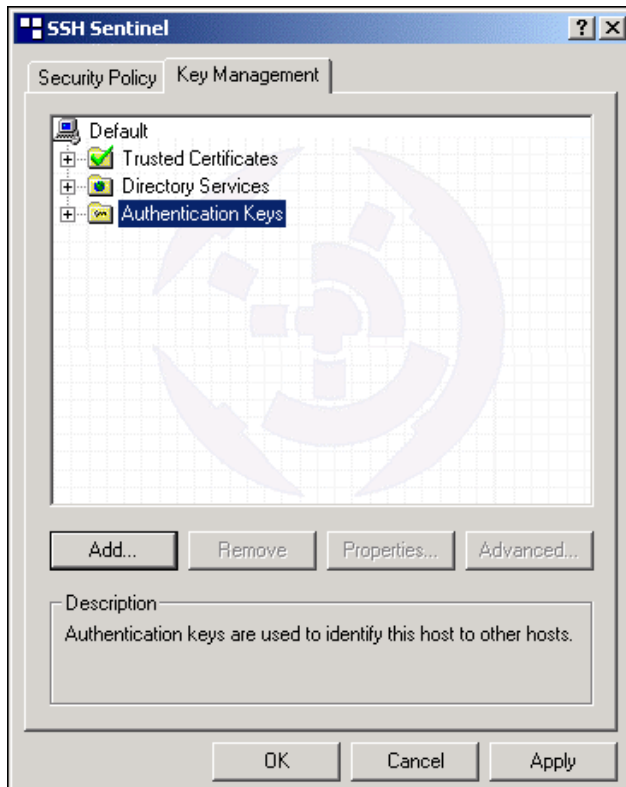 SSH Sentinel
Security Policy Key Management
Default
Trusted Certificates
Directory Services
Authentication Keys
Add... Remove Properties... Advanced...
Description
Authentication keys are used to identify this host to other hosts.
OK Cancel Apply